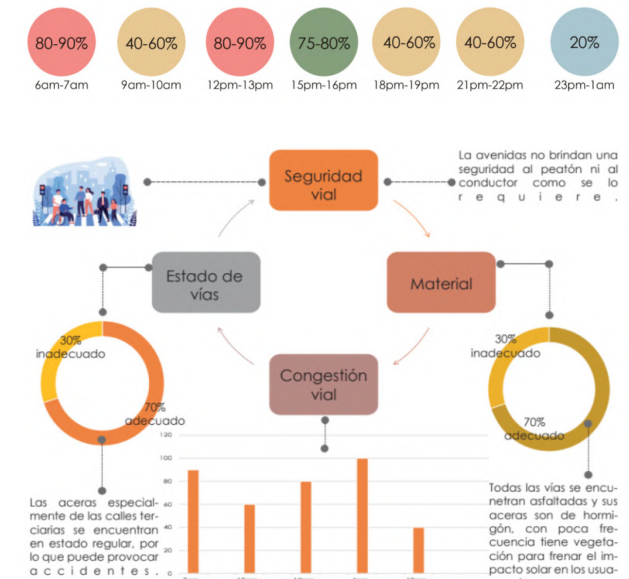 80-90% 40-60% 80-90% 75-80% 40-60% 40-60% 20%
6am-7am 9am-10am 12pm-13pm 15pm-16pm 18pm-19pm 21pm-22pm 23pm-1am
Seguridad
vial
La avenidas no brindan una
seguridad al peatón ni al
conductor como se lo
requiere.
Estado de
vías
Material
Congestión
vial
30%
inadecuado
70%
adecuado
30%
inadecuado
70%
adecuado
120
100
80
60
40
20
0
Las aceras especial-
mente de las calles ter-
ciarias se encuentran
en estado regular, por
lo que puede provocar
accidentes.
Todas las vías se encu-
netran asfaltadas y sus
aceras son de hormi-
gón, con poca fre-
cuencia tiene vegeta-
ción para frenar el im-
pacto solar en los usua-